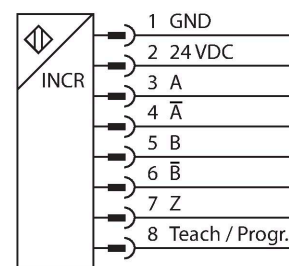 1 GND
2 24 VDC
INCR
3 A
4 A̅
5 B
6 B̅
7 Z
8 Teach / Progr.